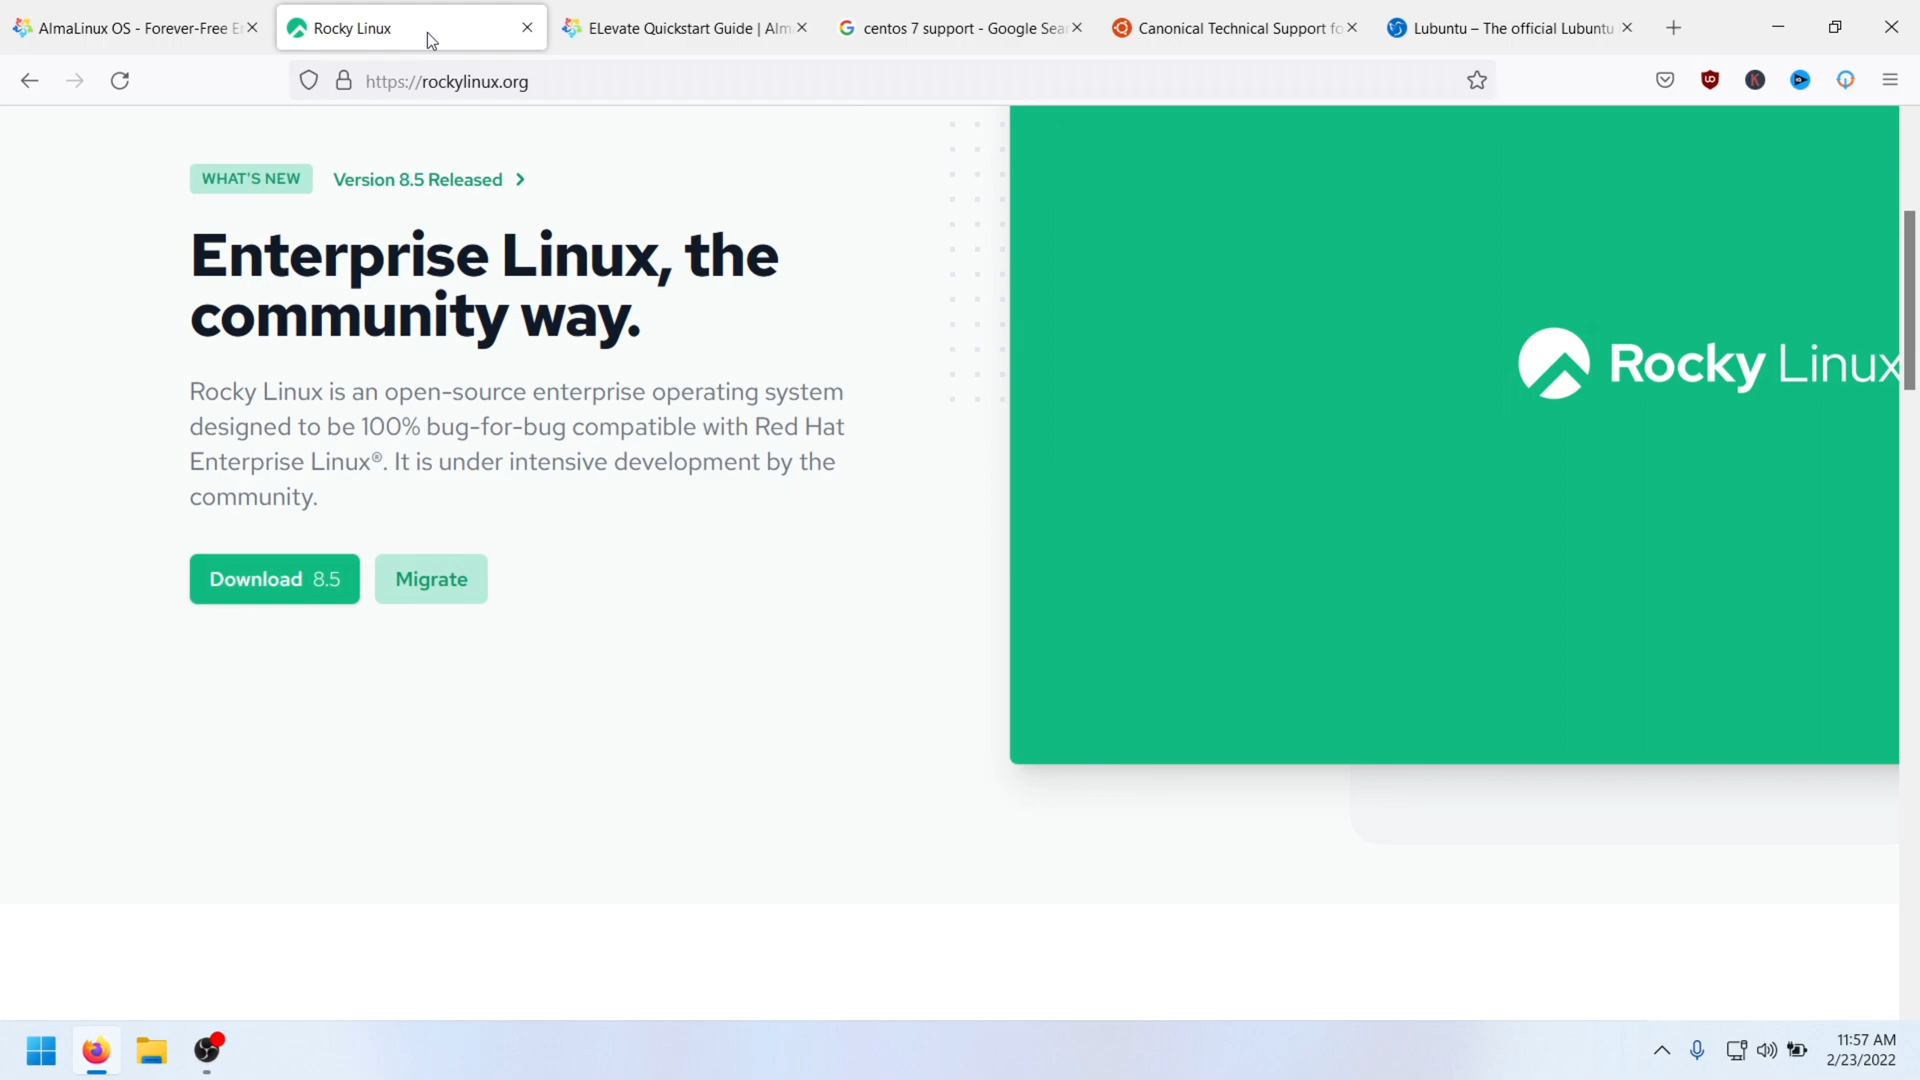 AlmaLinux OS - Forever-Free E
Rocky Linux
ELevate Quickstart Guide | Alm
centos 7 support - Google Sea
Canonical Technical Support fo
Lubuntu – The official Lubuntu
https://rockylinux.org
WHAT'S NEW
Version 8.5 Released
Enterprise Linux, the
community way.
Rocky Linux is an open-source enterprise operating system
designed to be 100% bug-for-bug compatible with Red Hat
Enterprise Linux®. It is under intensive development by the
community.
Download 8.5
Migrate
Rocky Linux
11:57 AM
2/23/2022